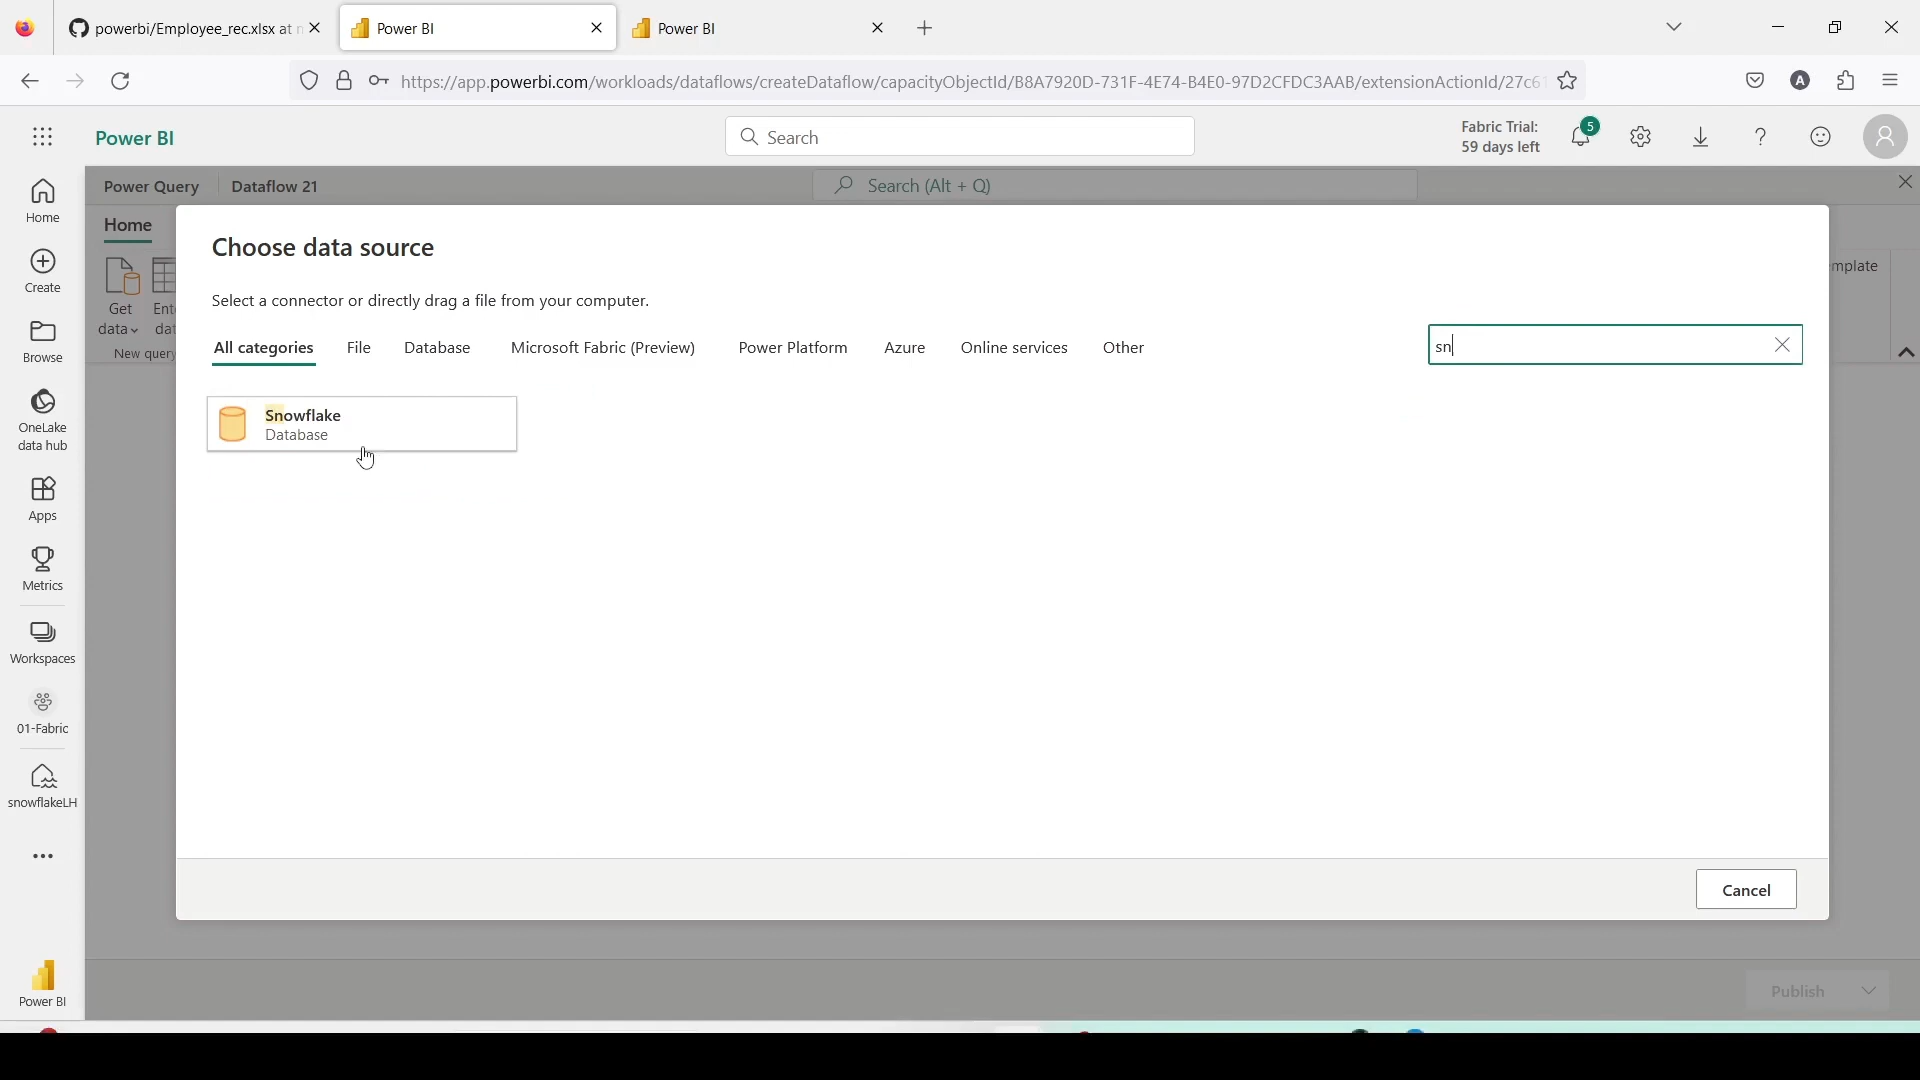 powerbi/Employee_rec.xlsx at
Power BI
Power BI
https://app.powerbi.com/workloads/dataflows/createDataflow/capacityObjectId/B8A7920D-731F-4E74-B4E0-97D2CFDC3AAB/extensionActionId/27c61
A
Power BI
Search
Fabric Trial:
59 days left
5
?
Power Query
Dataflow 21
Search (Alt + Q)
Home
Create
Browse
OneLake
data hub
Apps
Metrics
Workspaces
01-Fabric
snowflakeLH
Power BI
Home
Get
data
Ent
dat
New query
mplate
Choose data source
Select a connector or directly drag a file from your computer.
All categories
File
Database
Microsoft Fabric (Preview)
Power Platform
Azure
Online services
Other
sn
Snowflake
Database
Cancel
Publish